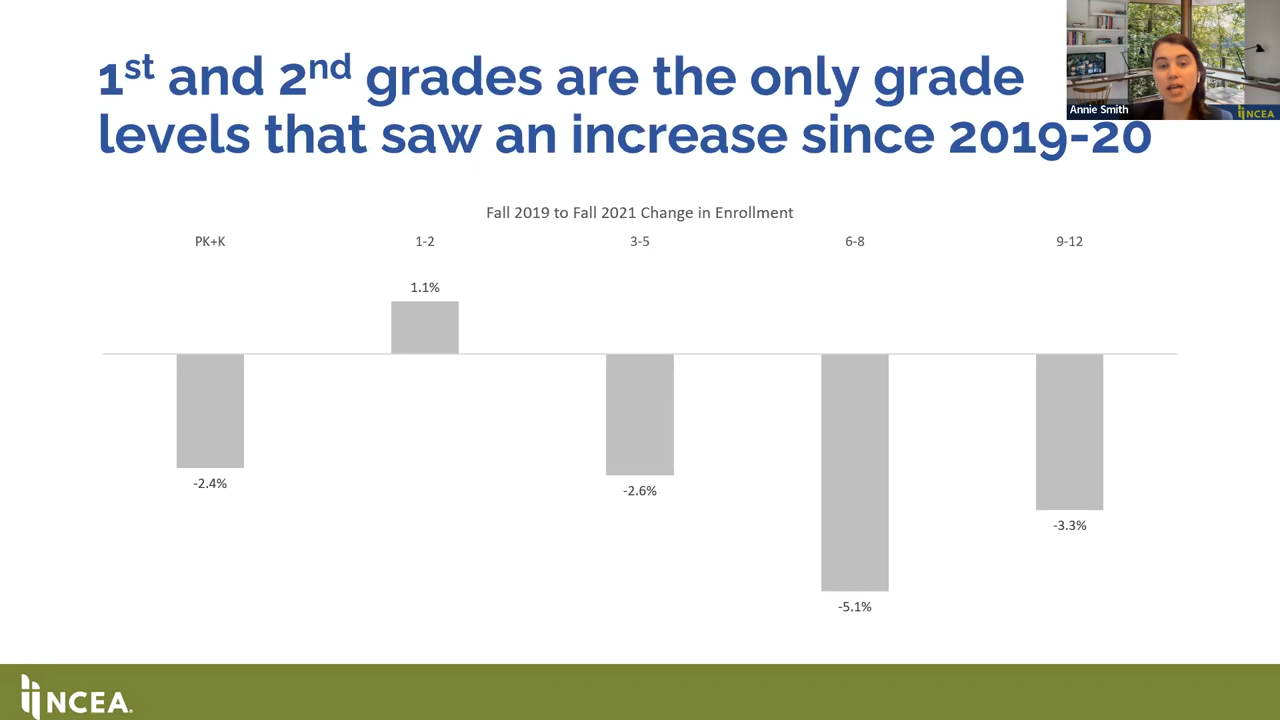 1st and 2nd grades are the only grade
levels that saw an increase since 2019-20
Annie Smith
NCEA
Fall 2019 to Fall 2021 Change in Enrollment
PK+K 1-2 3-5 6-8 9-12
1.1%
-2.4%
-2.6%
-3.3%
-5.1%
NCEA.